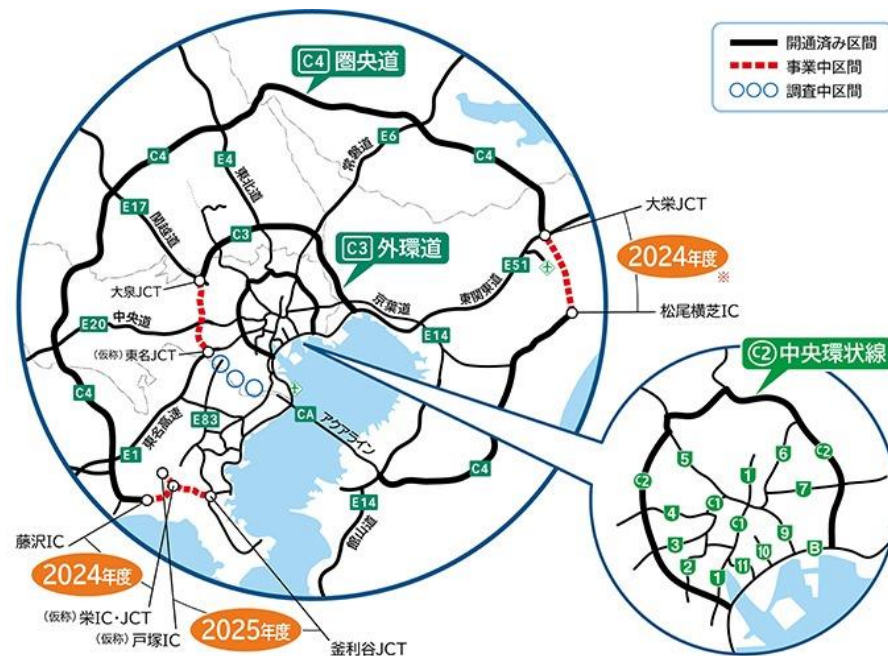 開通済み区間
事業中区間
調査中区間
C4 圏央道
E6
常磐道
C4
E4
東北道
C4
E17
関越道
C3
C3 外環道
大栄JCT
2024年度
※
松尾横芝IC
E51
東関東道
大泉JCT
京葉道
E14
E20
中央道
(仮称)東名JCT
C4
東名高速
E83
CA
アクアライン
E1
C4
E14
館山道
藤沢IC
2024年度
(仮称)栄IC・JCT
(仮称)戸塚IC
2025年度
釜利谷JCT
C2 中央環状線
5
1
6
C2
C2
7
4
C1
C1
3
9
B
2
1
11
10